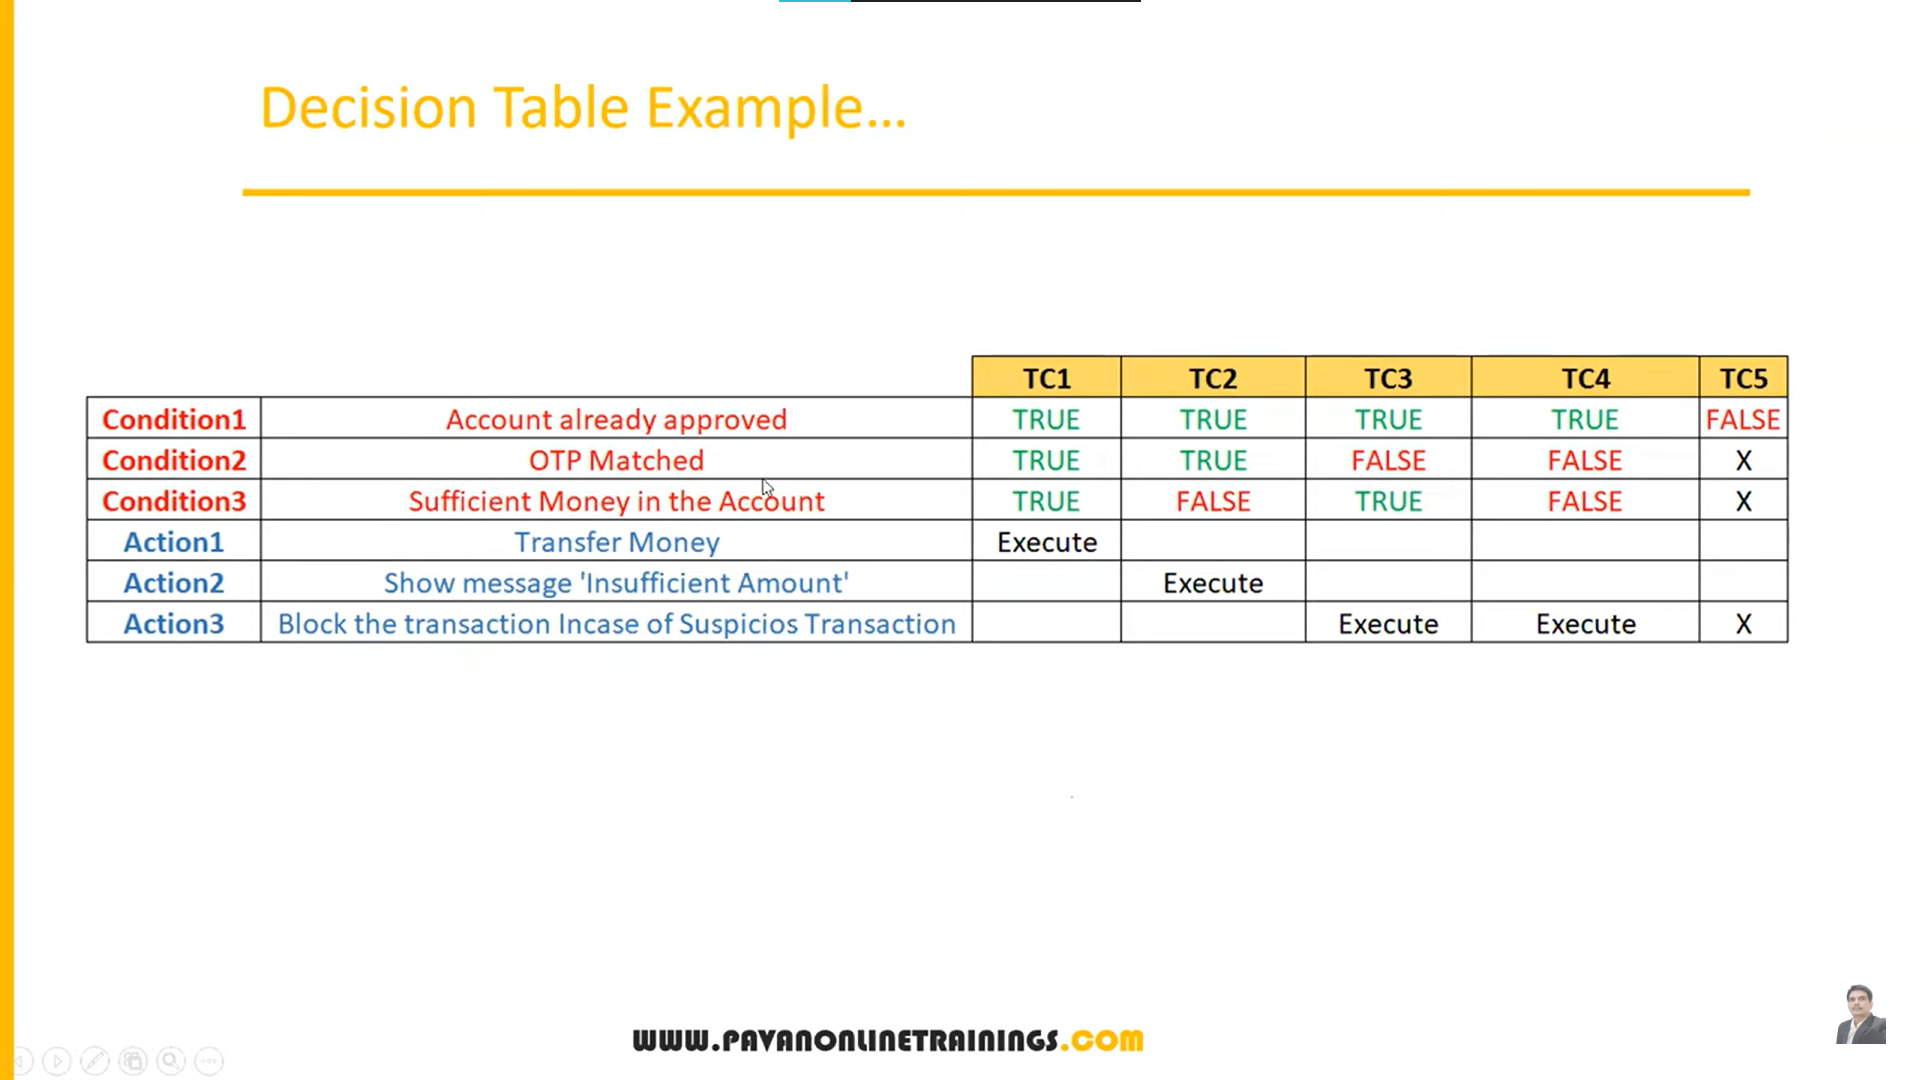 Decision Table Example...
TC1 TC2 TC3 TC4 TC5
Condition1 Account already approved TRUE TRUE TRUE TRUE FALSE
Condition2 OTP Matched TRUE TRUE FALSE FALSE X
Condition3 Sufficient Money in the Account TRUE FALSE TRUE FALSE X
Action1 Transfer Money Execute
Action2 Show message 'Insufficient Amount' Execute
Action3 Block the transaction Incase of Suspicios Transaction Execute Execute X
WWW.PAVANONLINETRAININGS.COM